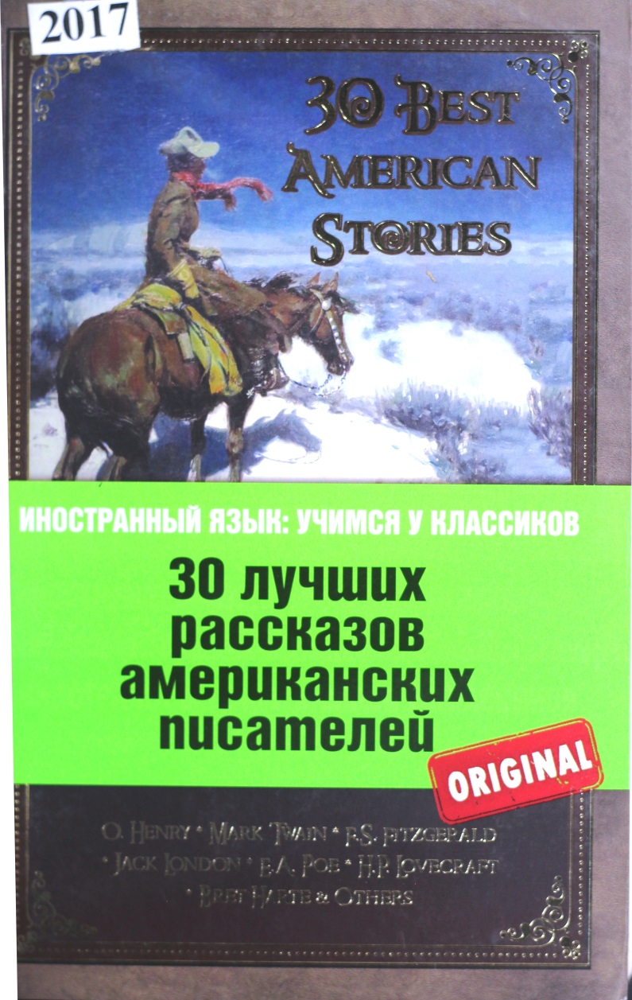 2017
30 BEST
AMERICAN
STORIES
ИНОСТРАННЫЙ ЯЗЫК: УЧИМСЯ У КЛАССИКОВ
30 лучших
рассказов
американских
писателей
ORIGINAL
O. HENRY * MARK TWAIN * F.S. FITZGERALD
* JACK LONDON * E.A. POE * H.P. LOVECRAFT
* BRET HARTE & OTHERS